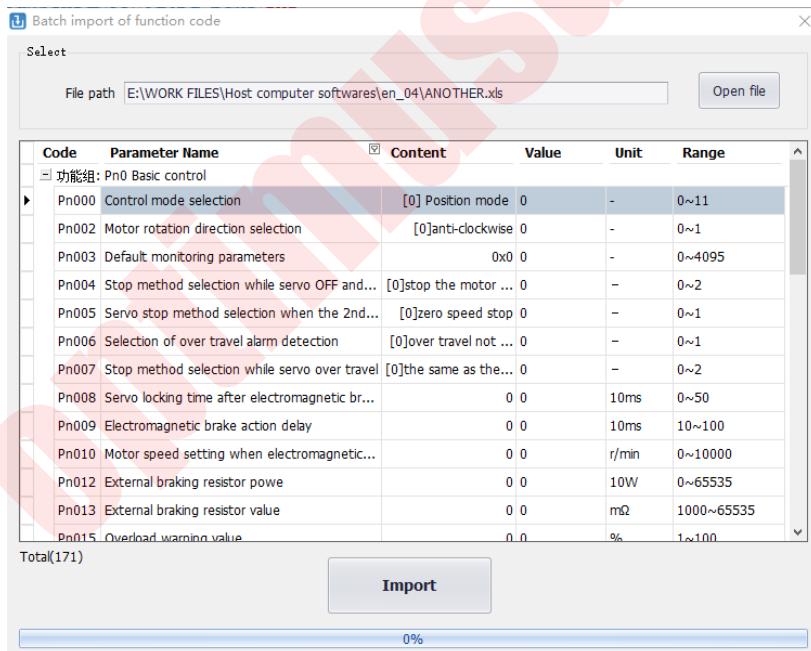 Batch import of function code
Select
File path E:\WORK FILES\Host computer softwares\en_04\ANOTHER.xls Open file
Code Parameter Name Content Value Unit Range
功能组: Pn0 Basic control
Pn000 Control mode selection [0] Position mode 0 - 0~11
Pn002 Motor rotation direction selection [0]anti-clockwise 0 - 0~1
Pn003 Default monitoring parameters 0x0 0 - 0~4095
Pn004 Stop method selection while servo OFF and... [0]stop the motor ... 0 – 0~2
Pn005 Servo stop method selection when the 2nd... [0]zero speed stop 0 – 0~1
Pn006 Selection of over travel alarm detection [0]over travel not ... 0 – 0~1
Pn007 Stop method selection while servo over travel [0]the same as the... 0 – 0~2
Pn008 Servo locking time after electromagnetic br... 0 0 10ms 0~50
Pn009 Electromagnetic brake action delay 0 0 10ms 10~100
Pn010 Motor speed setting when electromagnetic... 0 0 r/min 0~10000
Pn012 External braking resistor powe 0 0 10W 0~65535
Pn013 External braking resistor value 0 0 mΩ 1000~65535
Pn015 Overload warning value 0 0 % 1~100
Total(171)
Import
0%
optimus